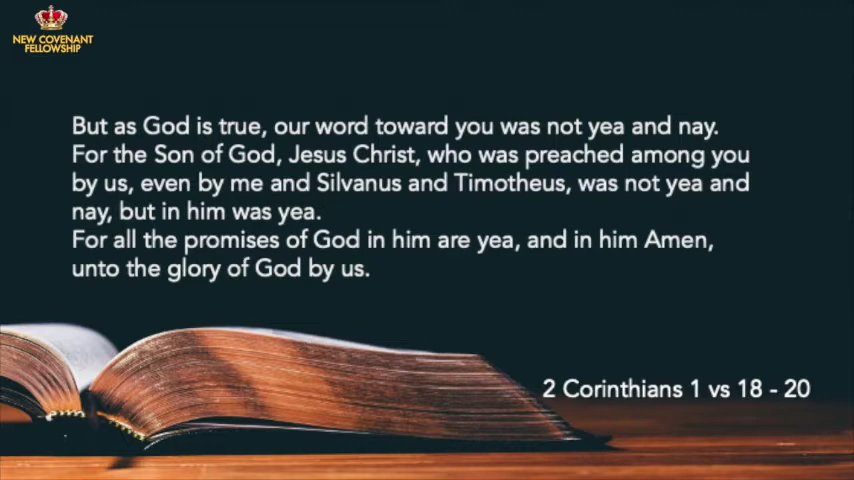 NEW COVENANT
FELLOWSHIP
But as God is true, our word toward you was not yea and nay.
For the Son of God, Jesus Christ, who was preached among you
by us, even by me and Silvanus and Timotheus, was not yea and
nay, but in him was yea.
For all the promises of God in him are yea, and in him Amen,
unto the glory of God by us.
2 Corinthians 1 vs 18 - 20